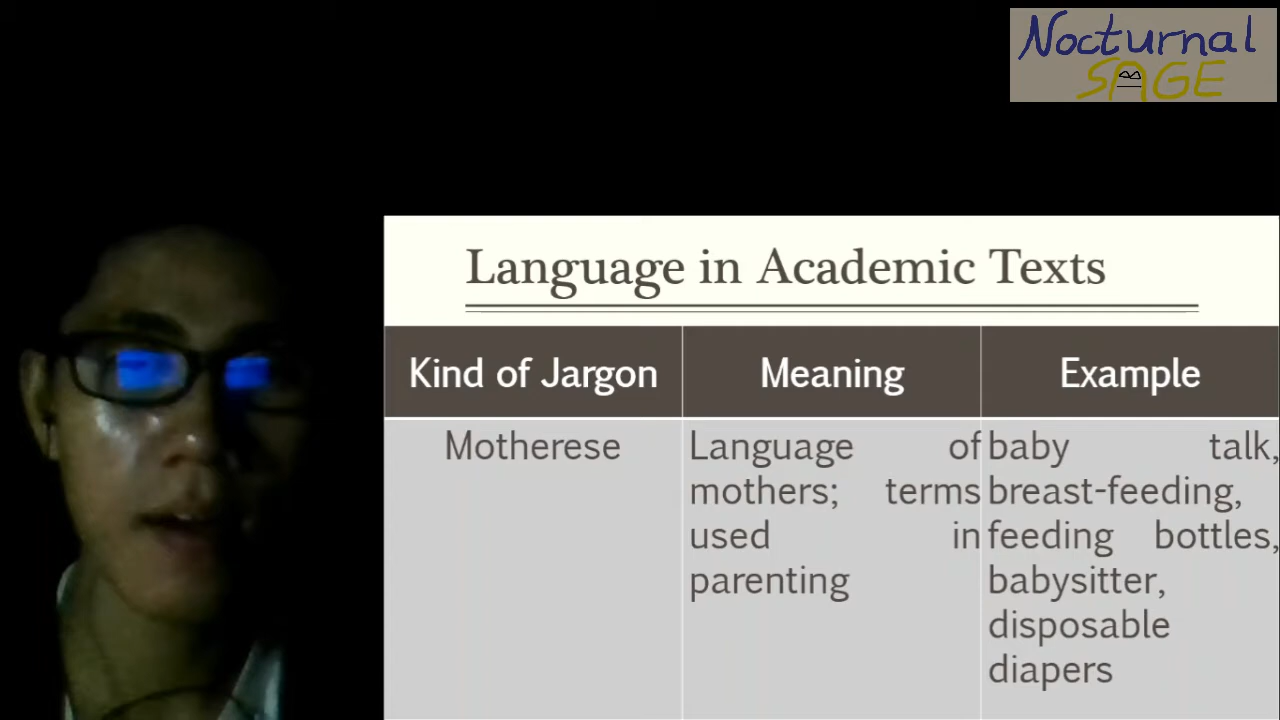 Nocturnal
SAGE
Language in Academic Texts
Kind of Jargon
Meaning
Example
Motherese
Language of
mothers; terms
used in
parenting
baby talk,
breast-feeding,
feeding bottles,
babysitter,
disposable
diapers